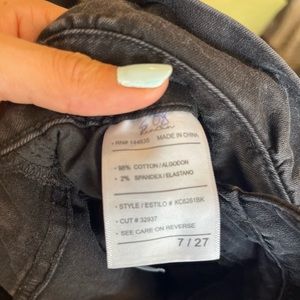 • RN# 144835 MADE IN CHINA
• 98% COTTON / ALGODON
• 2% SPANDEX / ELASTANO
• STYLE / ESTILO # KC8261BK
• CUT # 32937
• SEE CARE ON REVERSE
7 / 27